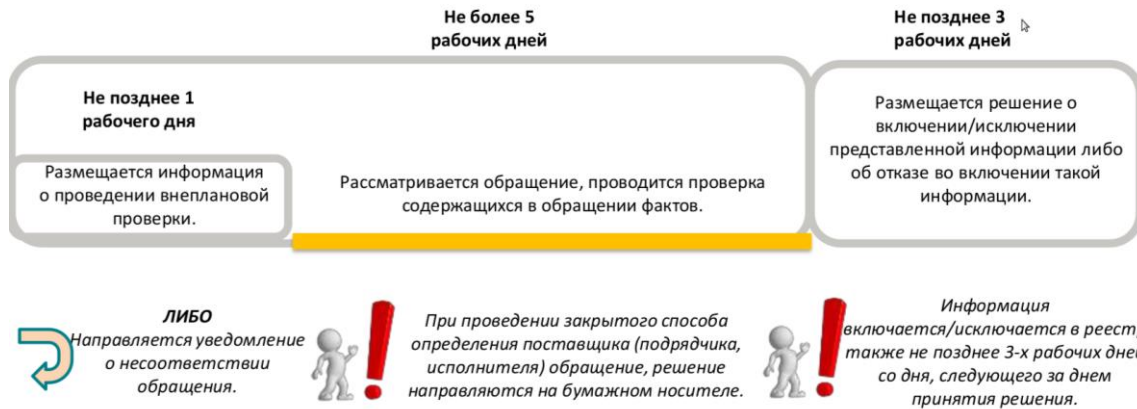 Не более 5
рабочих дней
Не позднее 3
рабочих дней
Не позднее 1
рабочего дня
Размещается информация
о проведении внеплановой
проверки.
Рассматривается обращение, проводится проверка
содержащихся в обращении фактов.
Размещается решение о
включении/исключении
представленной информации либо
об отказе во включении такой
информации.
ЛИБО
Направляется уведомление
о несоответствии
обращения.
При проведении закрытого способа
определения поставщика (подрядчика,
исполнителя) обращение, решение
направляются на бумажном носителе.
Информация
включается/исключается в реестр
также не позднее 3-х рабочих дней
со дня, следующего за днем
принятия решения.